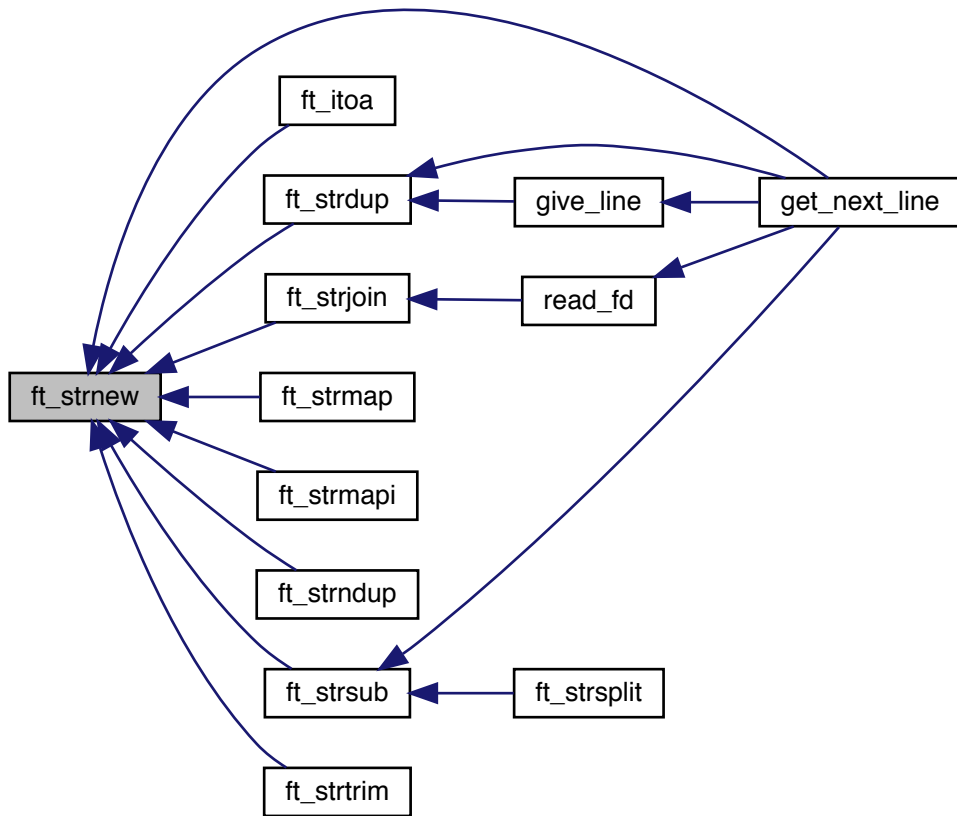 ft_itoa
ft_strdup
give_line
get_next_line
ft_strjoin
read_fd
ft_strnew
ft_strmap
ft_strmapi
ft_strndup
ft_strsub
ft_strsplit
ft_strtrim